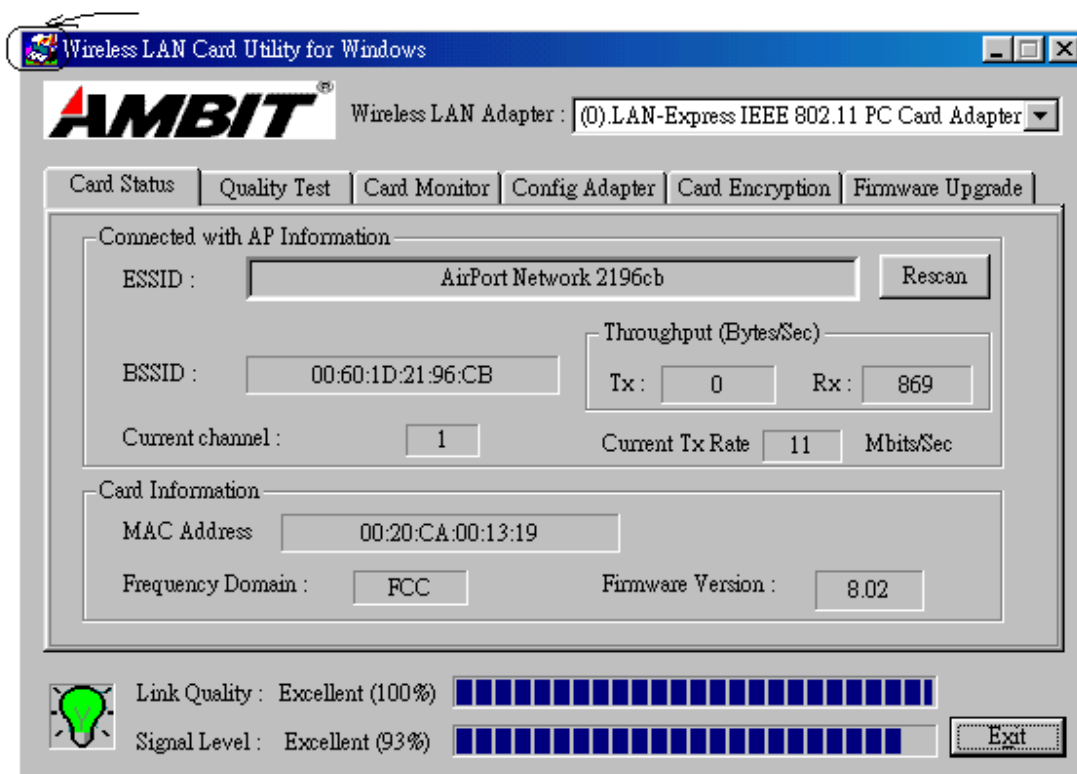 Wireless LAN Card Utility for Windows
AMBIT®
Wireless LAN Adapter : (0).LAN-Express IEEE 802.11 PC Card Adapter
Card Status Quality Test Card Monitor Config Adapter Card Encryption Firmware Upgrade
Connected with AP Information
ESSID : AirPort Network 2196cb Rescan
Throughput (Bytes/Sec)
BSSID : 00:60:1D:21:96:CB Tx : 0 Rx : 869
Current channel : 1 Current Tx Rate 11 Mbits/Sec
Card Information
MAC Address 00:20:CA:00:13:19
Frequency Domain : FCC Firmware Version : 8.02
Link Quality : Excellent (100%)
Signal Level : Excellent (93%) Exit